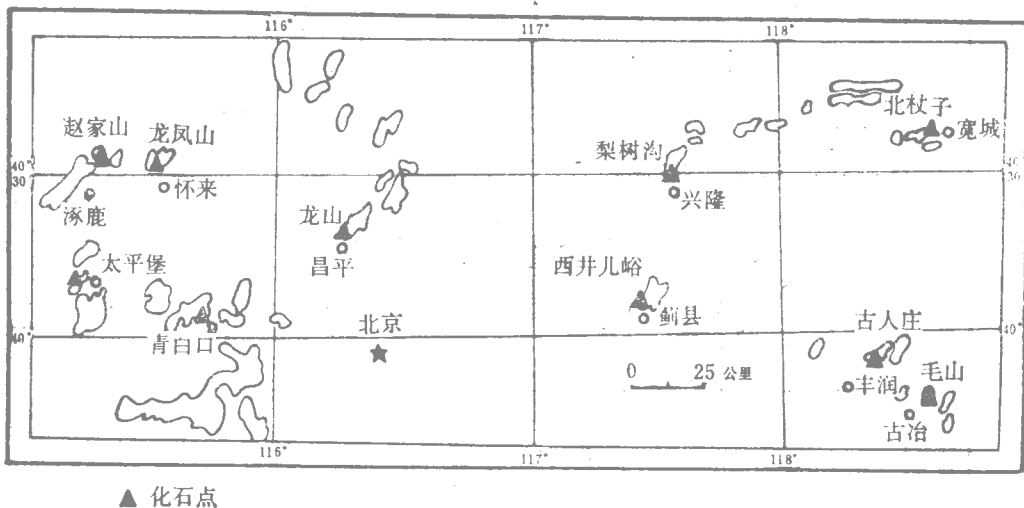 116° 117° 118°
北杖子
赵家山 龙凤山 宽城
梨树沟
40° 30 40° 30
怀来 兴隆
涿鹿 龙山
昌平 西井儿峪
太平堡
蓟县
北京 古人庄
40° 青白口 40°
0 25 公里 毛山
丰润
古冶
116° 117° 118°
▲ 化石点